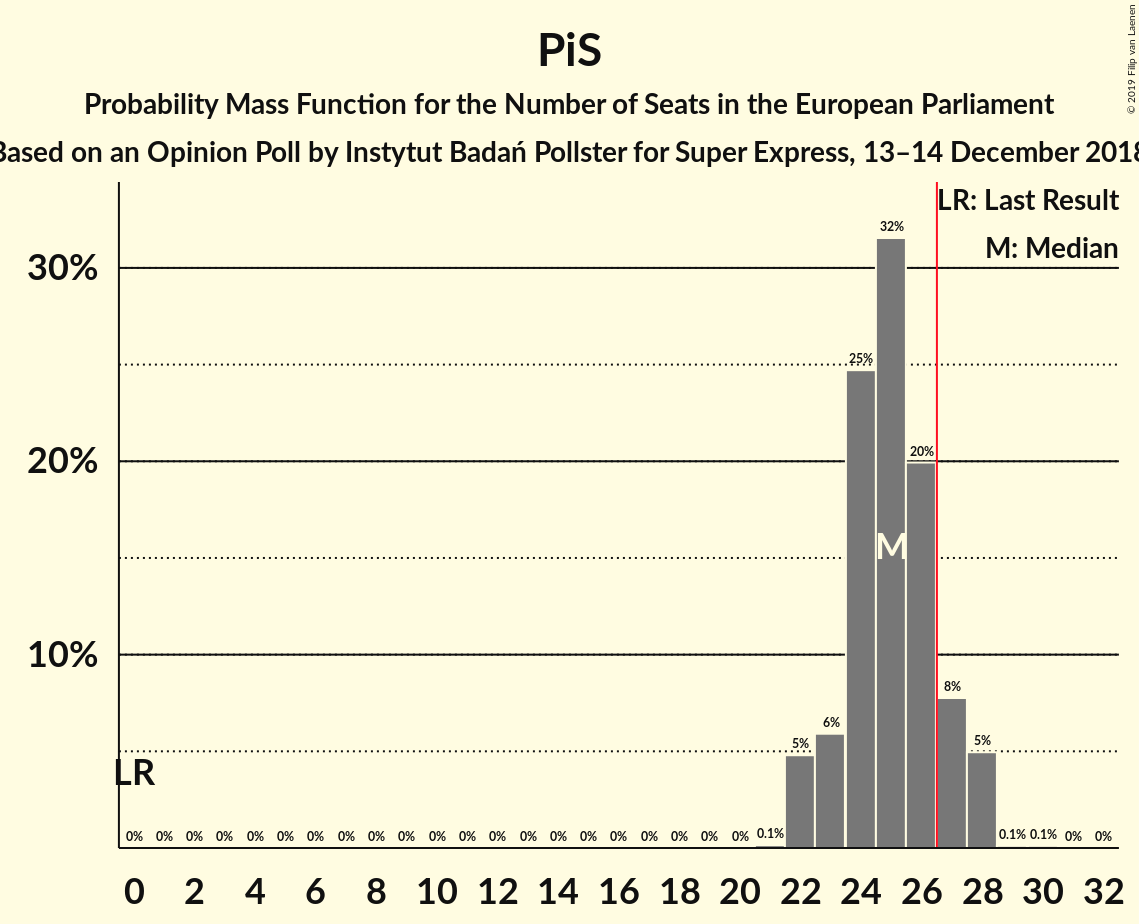 PiS
Probability Mass Function for the Number of Seats in the European Parliament
Based on an Opinion Poll by Instytut Badań Pollster for Super Express, 13–14 December 2018
© 2019 Filip van Laenen
LR: Last Result
M: Median
30%
20%
10%
32%
25%
20%
8%
6%
5%
5%
M
LR
0% 0% 0% 0% 0% 0% 0% 0% 0% 0% 0% 0% 0% 0% 0% 0% 0% 0% 0% 0% 0% 0.1% 0.1% 0.1% 0% 0%
0 2 4 6 8 10 12 14 16 18 20 22 24 26 28 30 32